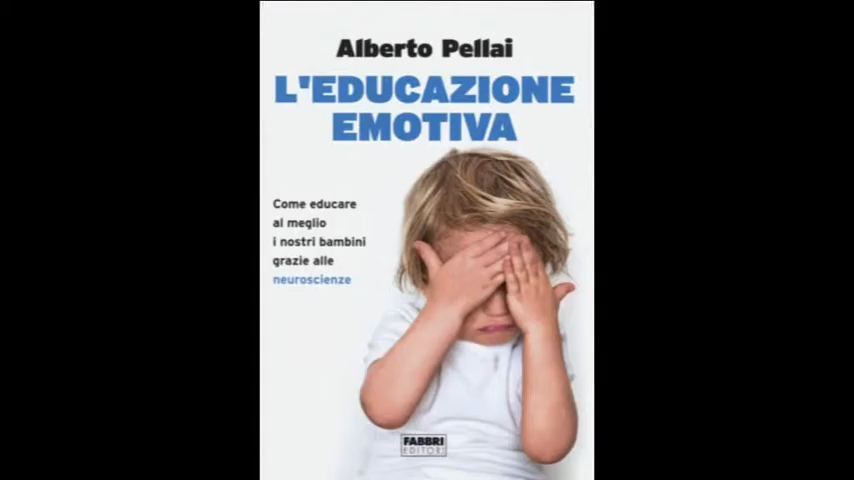 Alberto Pellai
L'EDUCAZIONE
EMOTIVA
Come educare
al meglio
i nostri bambini
grazie alle
neuroscienze
FABBRI
EDITORI